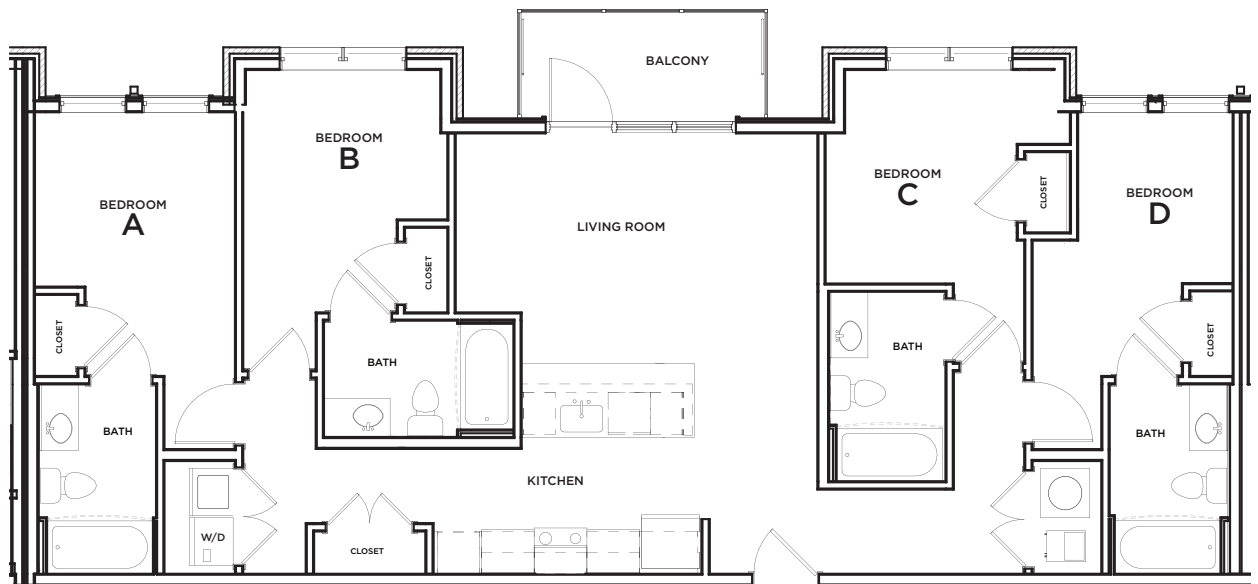 BALCONY
BEDROOM
B
BEDROOM
C
BEDROOM
D
BEDROOM
A
LIVING ROOM
CLOSET
CLOSET
CLOSET
CLOSET
BATH
BATH
BATH
BATH
KITCHEN
W/D
CLOSET